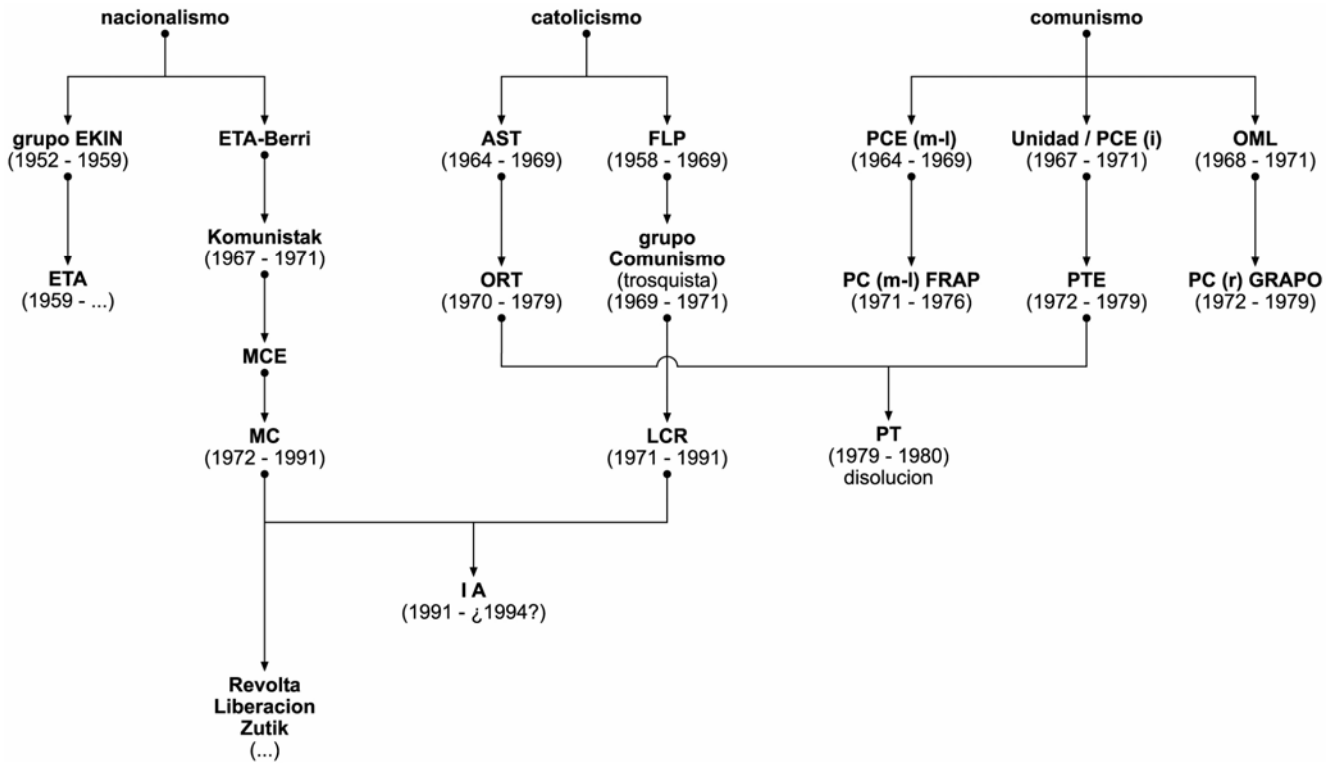 nacionalismo
catolicismo
comunismo
grupo EKIN
(1952 - 1959)
ETA-Berri
AST
(1964 - 1969)
FLP
(1958 - 1969)
PCE (m-l)
(1964 - 1969)
Unidad / PCE (i)
(1967 - 1971)
OML
(1968 - 1971)
Komunistak
(1967 - 1971)
grupo
Comunismo
(trosquista)
(1969 - 1971)
ETA
(1959 - ...)
ORT
(1970 - 1979)
PC (m-l) FRAP
(1971 - 1976)
PTE
(1972 - 1979)
PC (r) GRAPO
(1972 - 1979)
MCE
MC
(1972 - 1991)
LCR
(1971 - 1991)
PT
(1979 - 1980)
disolucion
I A
(1991 - ¿1994?)
Revolta
Liberacion
Zutik
(...)